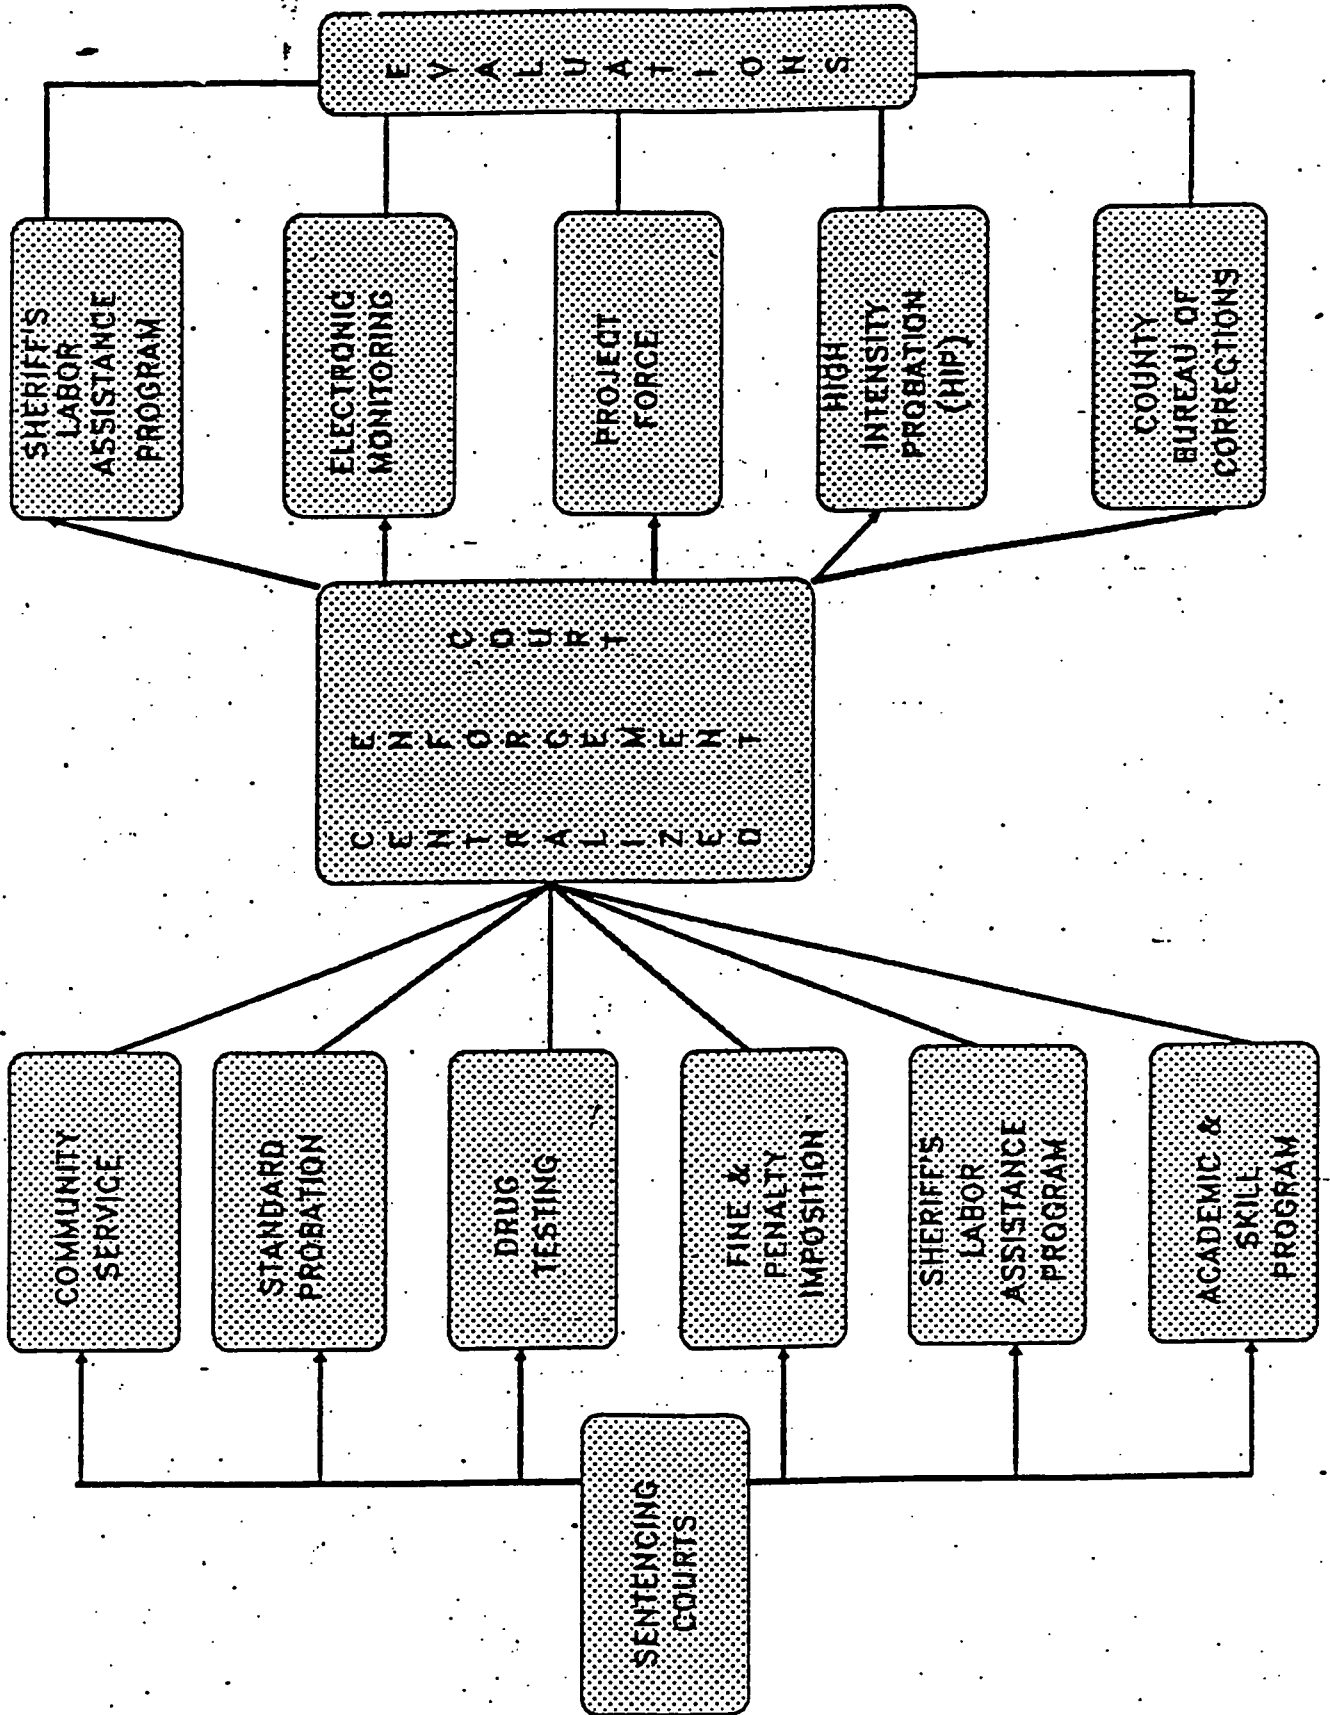 SENTENCING
COURTS
COMMUNITY
SERVICE
STANDARD
PROBATION
DRUG
TESTING
FINE &
PENALTY
IMPOSITION
SHERIFF'S
LABOR
ASSISTANCE
PROGRAM
ACADEMIC &
SKILL
PROGRAM
CENTRALIZED
ENFORCEMENT
COURT
SHERIFF'S
LABOR
ASSISTANCE
PROGRAM
ELECTRONIC
MONITORING
PROJECT
FORCE
HIGH
INTENSITY
PROBATION
(HIP)
COUNTY
BUREAU OF
CORRECTIONS
EVALUATIONS